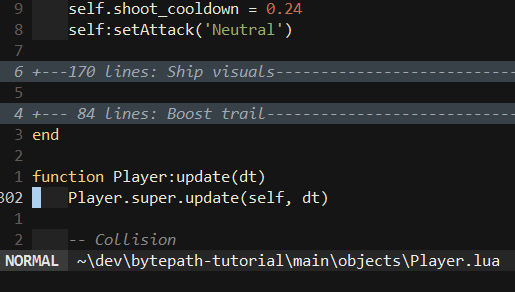 9 self.shoot_cooldown = 0.24
8 self:setAttack('Neutral')
7
6 +---170 lines: Ship visuals---------------------------
5
4 +--- 84 lines: Boost trail----------------------------
3 end
2
1 function Player:update(dt)
302 Player.super.update(self, dt)
1
2 -- Collision
NORMAL ~\dev\bytepath-tutorial\main\objects\Player.lua